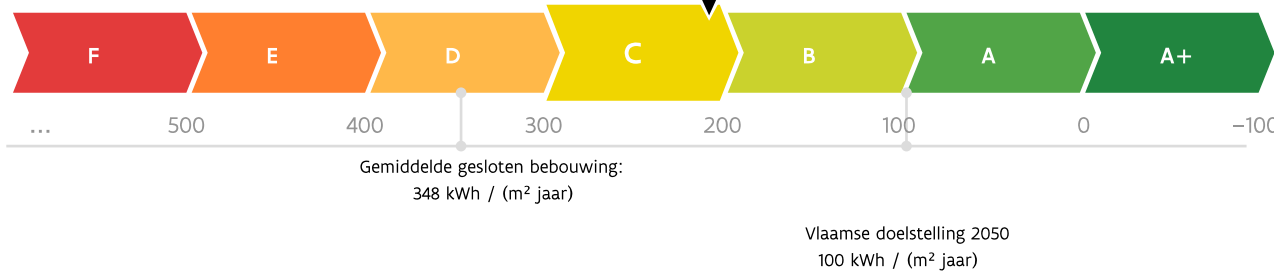 F E D C B A A+
... 500 400 300 200 100 0 −100
Gemiddelde gesloten bebouwing:
348 kWh / (m² jaar)
Vlaamse doelstelling 2050
100 kWh / (m² jaar)